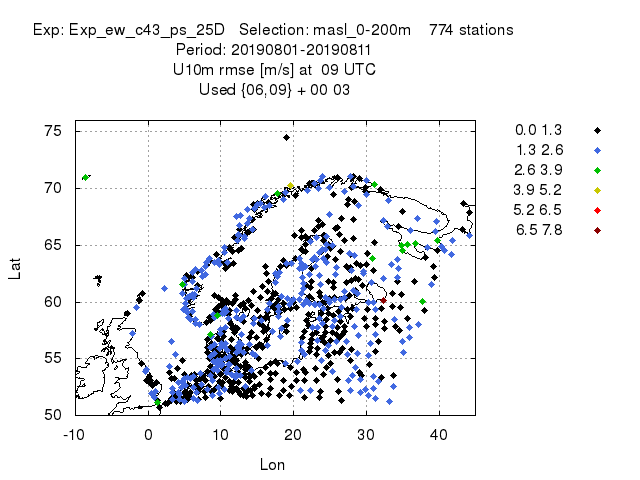 Exp: Exp_ew_c43_ps_25D Selection: masl_0-200m 774 stations
Period: 20190801-20190811
U10m rmse [m/s] at 09 UTC
Used {06,09} + 00 03
75
70
65
60
55
50
-10 0 10 20 30 40
Lat
Lon
0.0 1.3
1.3 2.6
2.6 3.9
3.9 5.2
5.2 6.5
6.5 7.8